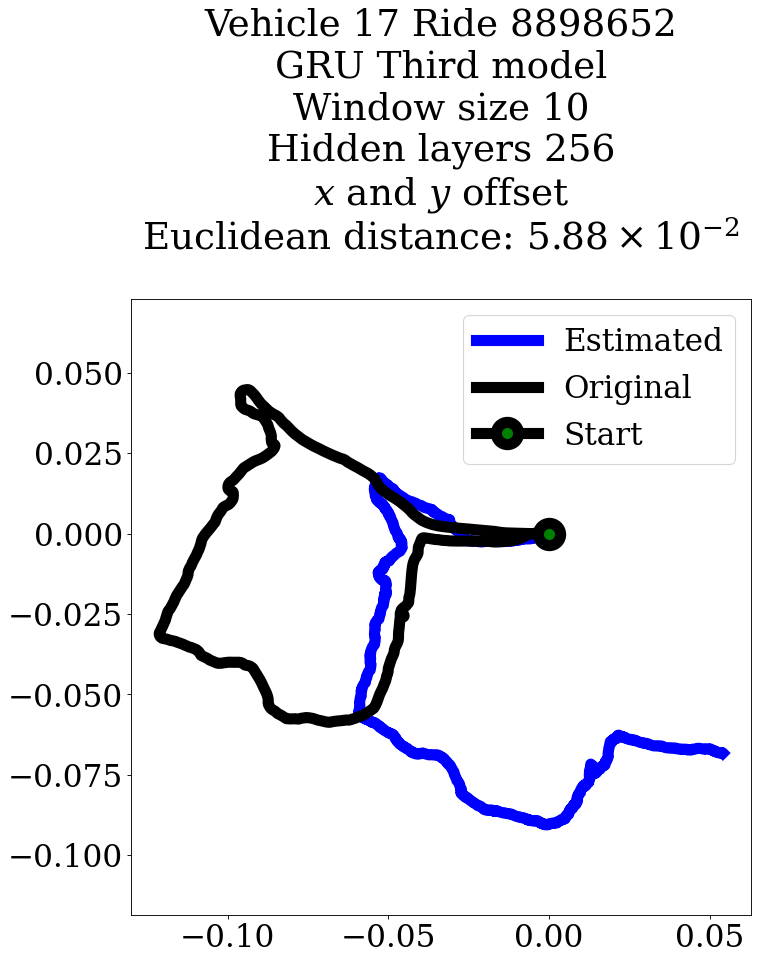 Vehicle 17 Ride 8898652
GRU Third model
Window size 10
Hidden layers 256
x and y offset
Euclidean distance: 5.88 × 10⁻²
Estimated
Original
Start
0.050
0.025
0.000
−0.025
−0.050
−0.075
−0.100
−0.10 −0.05 0.00 0.05